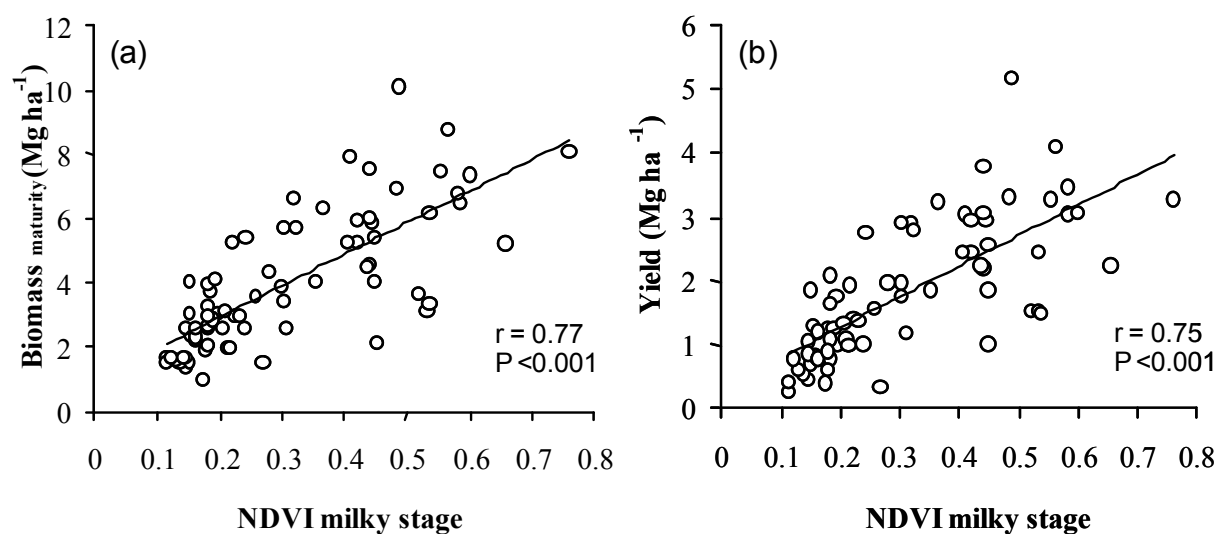 (a)
Biomass maturity (Mg ha-1)
12
10
8
6
4
2
0
r = 0.77
P <0.001
0 0.1 0.2 0.3 0.4 0.5 0.6 0.7 0.8
NDVI milky stage
(b)
Yield (Mg ha -1)
6
5
4
3
2
1
0
r = 0.75
P <0.001
0 0.1 0.2 0.3 0.4 0.5 0.6 0.7 0.8
NDVI milky stage